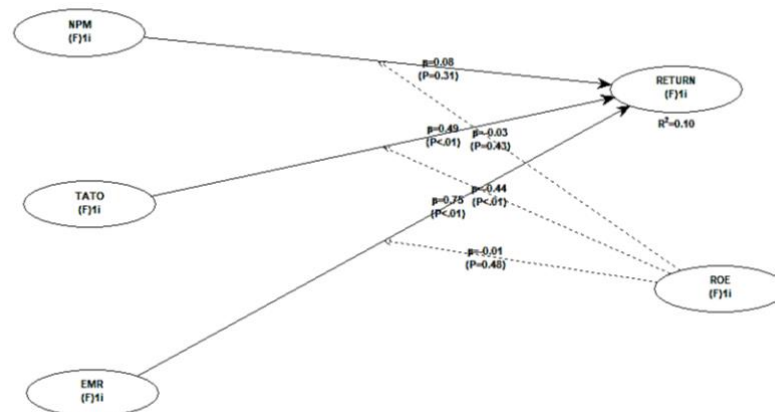 NPM
(F)1i
β=0.08
(P=0.31)
RETURN
(F)1i
R²=0.10
β=0.49
(P<.01)
β=-0.03
(P=0.43)
TATO
(F)1i
β=0.75
(P<.01)
β=-0.44
(P<.01)
β=-0.01
(P=0.48)
ROE
(F)1i
EMR
(F)1i